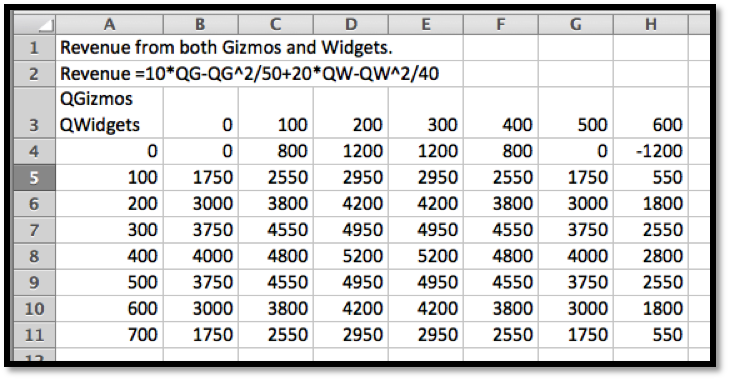 A B C D E F G H
1 Revenue from both Gizmos and Widgets.
2 Revenue =10*QG-QG^2/50+20*QW-QW^2/40
QGizmos
3 QWidgets 0 100 200 300 400 500 600
4 0 0 800 1200 1200 800 0 -1200
5 100 1750 2550 2950 2950 2550 1750 550
6 200 3000 3800 4200 4200 3800 3000 1800
7 300 3750 4550 4950 4950 4550 3750 2550
8 400 4000 4800 5200 5200 4800 4000 2800
9 500 3750 4550 4950 4950 4550 3750 2550
10 600 3000 3800 4200 4200 3800 3000 1800
11 700 1750 2550 2950 2950 2550 1750 550